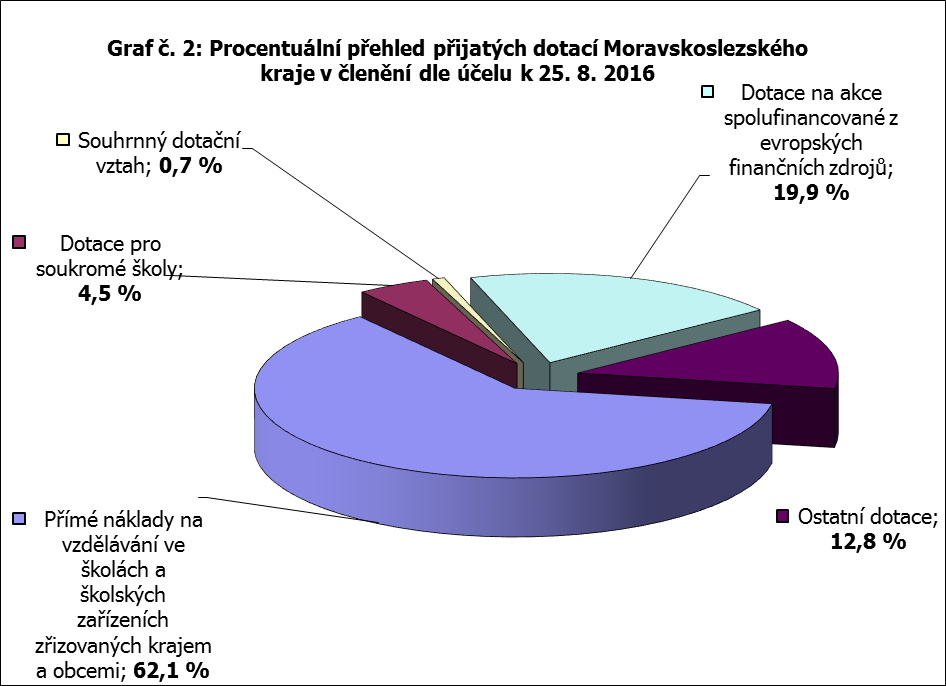 Graf č. 2: Procentuální přehled přijatých dotací Moravskoslezského
kraje v členění dle účelu k 25. 8. 2016
Dotace na akce
spolufinancované z
evropských
finančních zdrojů;
19,9 %
Souhrnný dotační
vztah; 0,7 %
Dotace pro
soukromé školy;
4,5 %
Přímé náklady na
vzdělávání ve
školách a
školských
zařízeních
zřizovaných krajem
a obcemi; 62,1 %
Ostatní dotace;
12,8 %